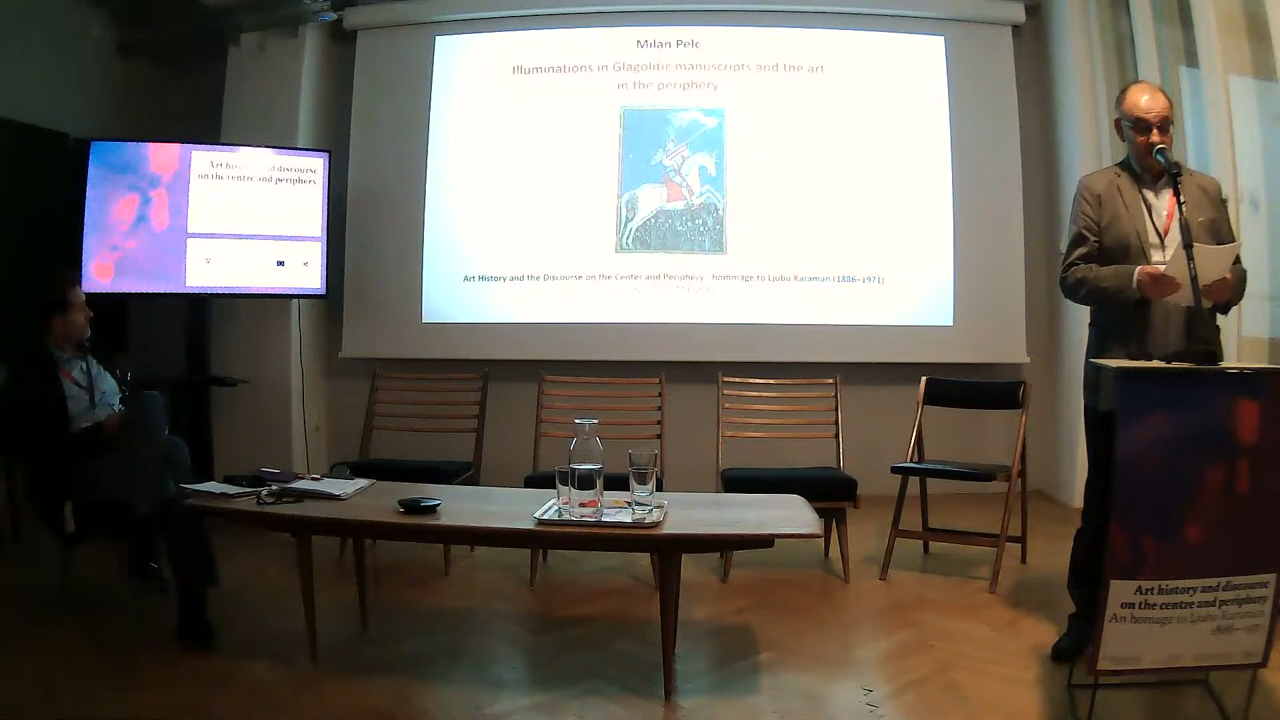 Milan Pelc
Illuminations in Glagolitic manuscripts and the art
in the periphery
Art History and the Discourse on the Center and Periphery hommage to Ljubo Karaman (1886–1971)
Art discourse
on the centre and periphery
Art history and discourse
on the centre and periphery
An homage to Ljubo Karaman